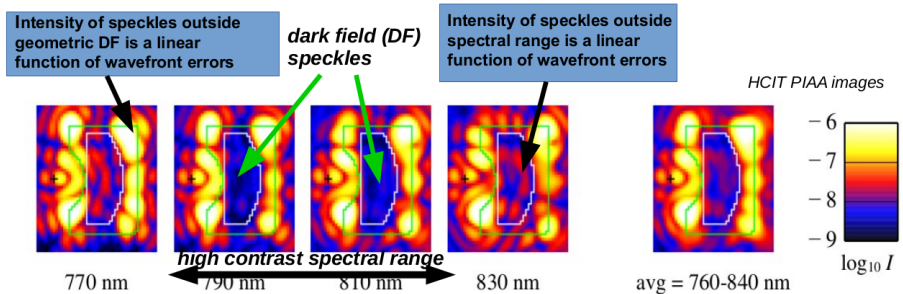 Intensity of speckles outside
geometric DF is a linear
function of wavefront errors
dark field (DF)
speckles
Intensity of speckles outside
spectral range is a linear
function of wavefront errors
HCIT PIAA images
− 6
− 7
− 8
− 9
log₁₀ I
high contrast spectral range
770 nm
790 nm
810 nm
830 nm
avg = 760-840 nm